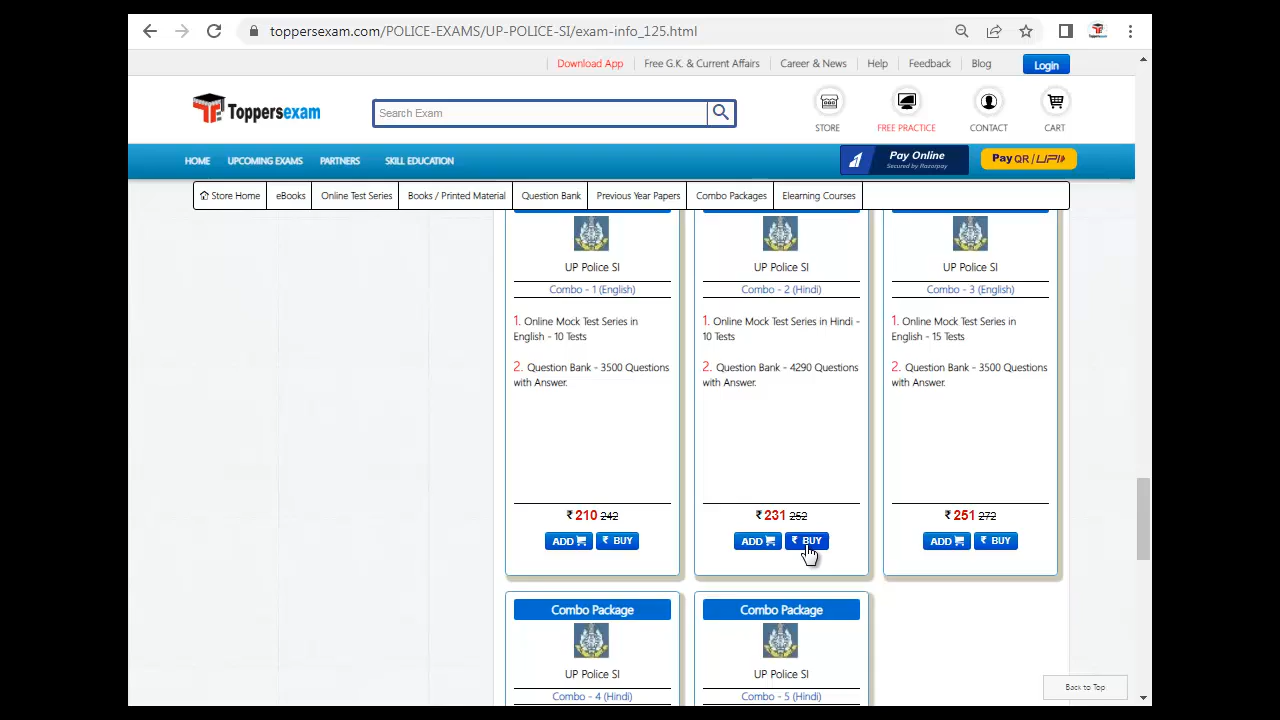 toppersexam.com/POLICE-EXAMS/UP-POLICE-SI/exam-info_125.html
Download App Free G.K. & Current Affairs Career & News Help Feedback Blog Login
Toppersexam
Search Exam
STORE FREE PRACTICE CONTACT CART
HOME UPCOMING EXAMS PARTNERS SKILL EDUCATION
Pay Online
Secured by Razorpay
Pay QR / UPI
Store Home eBooks Online Test Series Books / Printed Material Question Bank Previous Year Papers Combo Packages Elearning Courses
UP Police SI UP Police SI UP Police SI
Combo - 1 (English) Combo - 2 (Hindi) Combo - 3 (English)
1. Online Mock Test Series in
English - 10 Tests
2. Question Bank - 3500 Questions
with Answer.
1. Online Mock Test Series in Hindi -
10 Tests
2. Question Bank - 4290 Questions
with Answer.
1. Online Mock Test Series in
English - 15 Tests
2. Question Bank - 3500 Questions
with Answer.
₹ 210 242 ₹ 231 252 ₹ 251 272
ADD ₹ BUY ADD ₹ BUY ADD ₹ BUY
Combo Package Combo Package
UP Police SI UP Police SI
Combo - 4 (Hindi) Combo - 5 (Hindi)
Back to Top